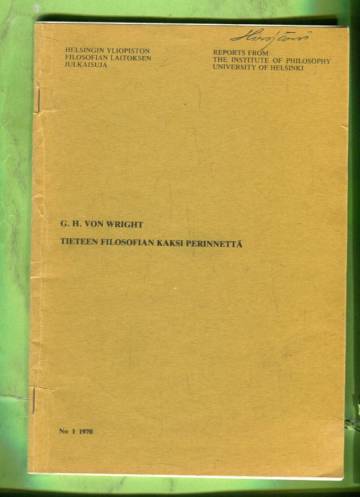 HELSINGIN YLIOPISTON
FILOSOFIAN LAITOKSEN
JULKAISUJA
REPORTS FROM
THE INSTITUTE OF PHILOSOPHY
UNIVERSITY OF HELSINKI
G. H. VON WRIGHT
TIETEEN FILOSOFIAN KAKSI PERINNETTÄ
No 1 1970